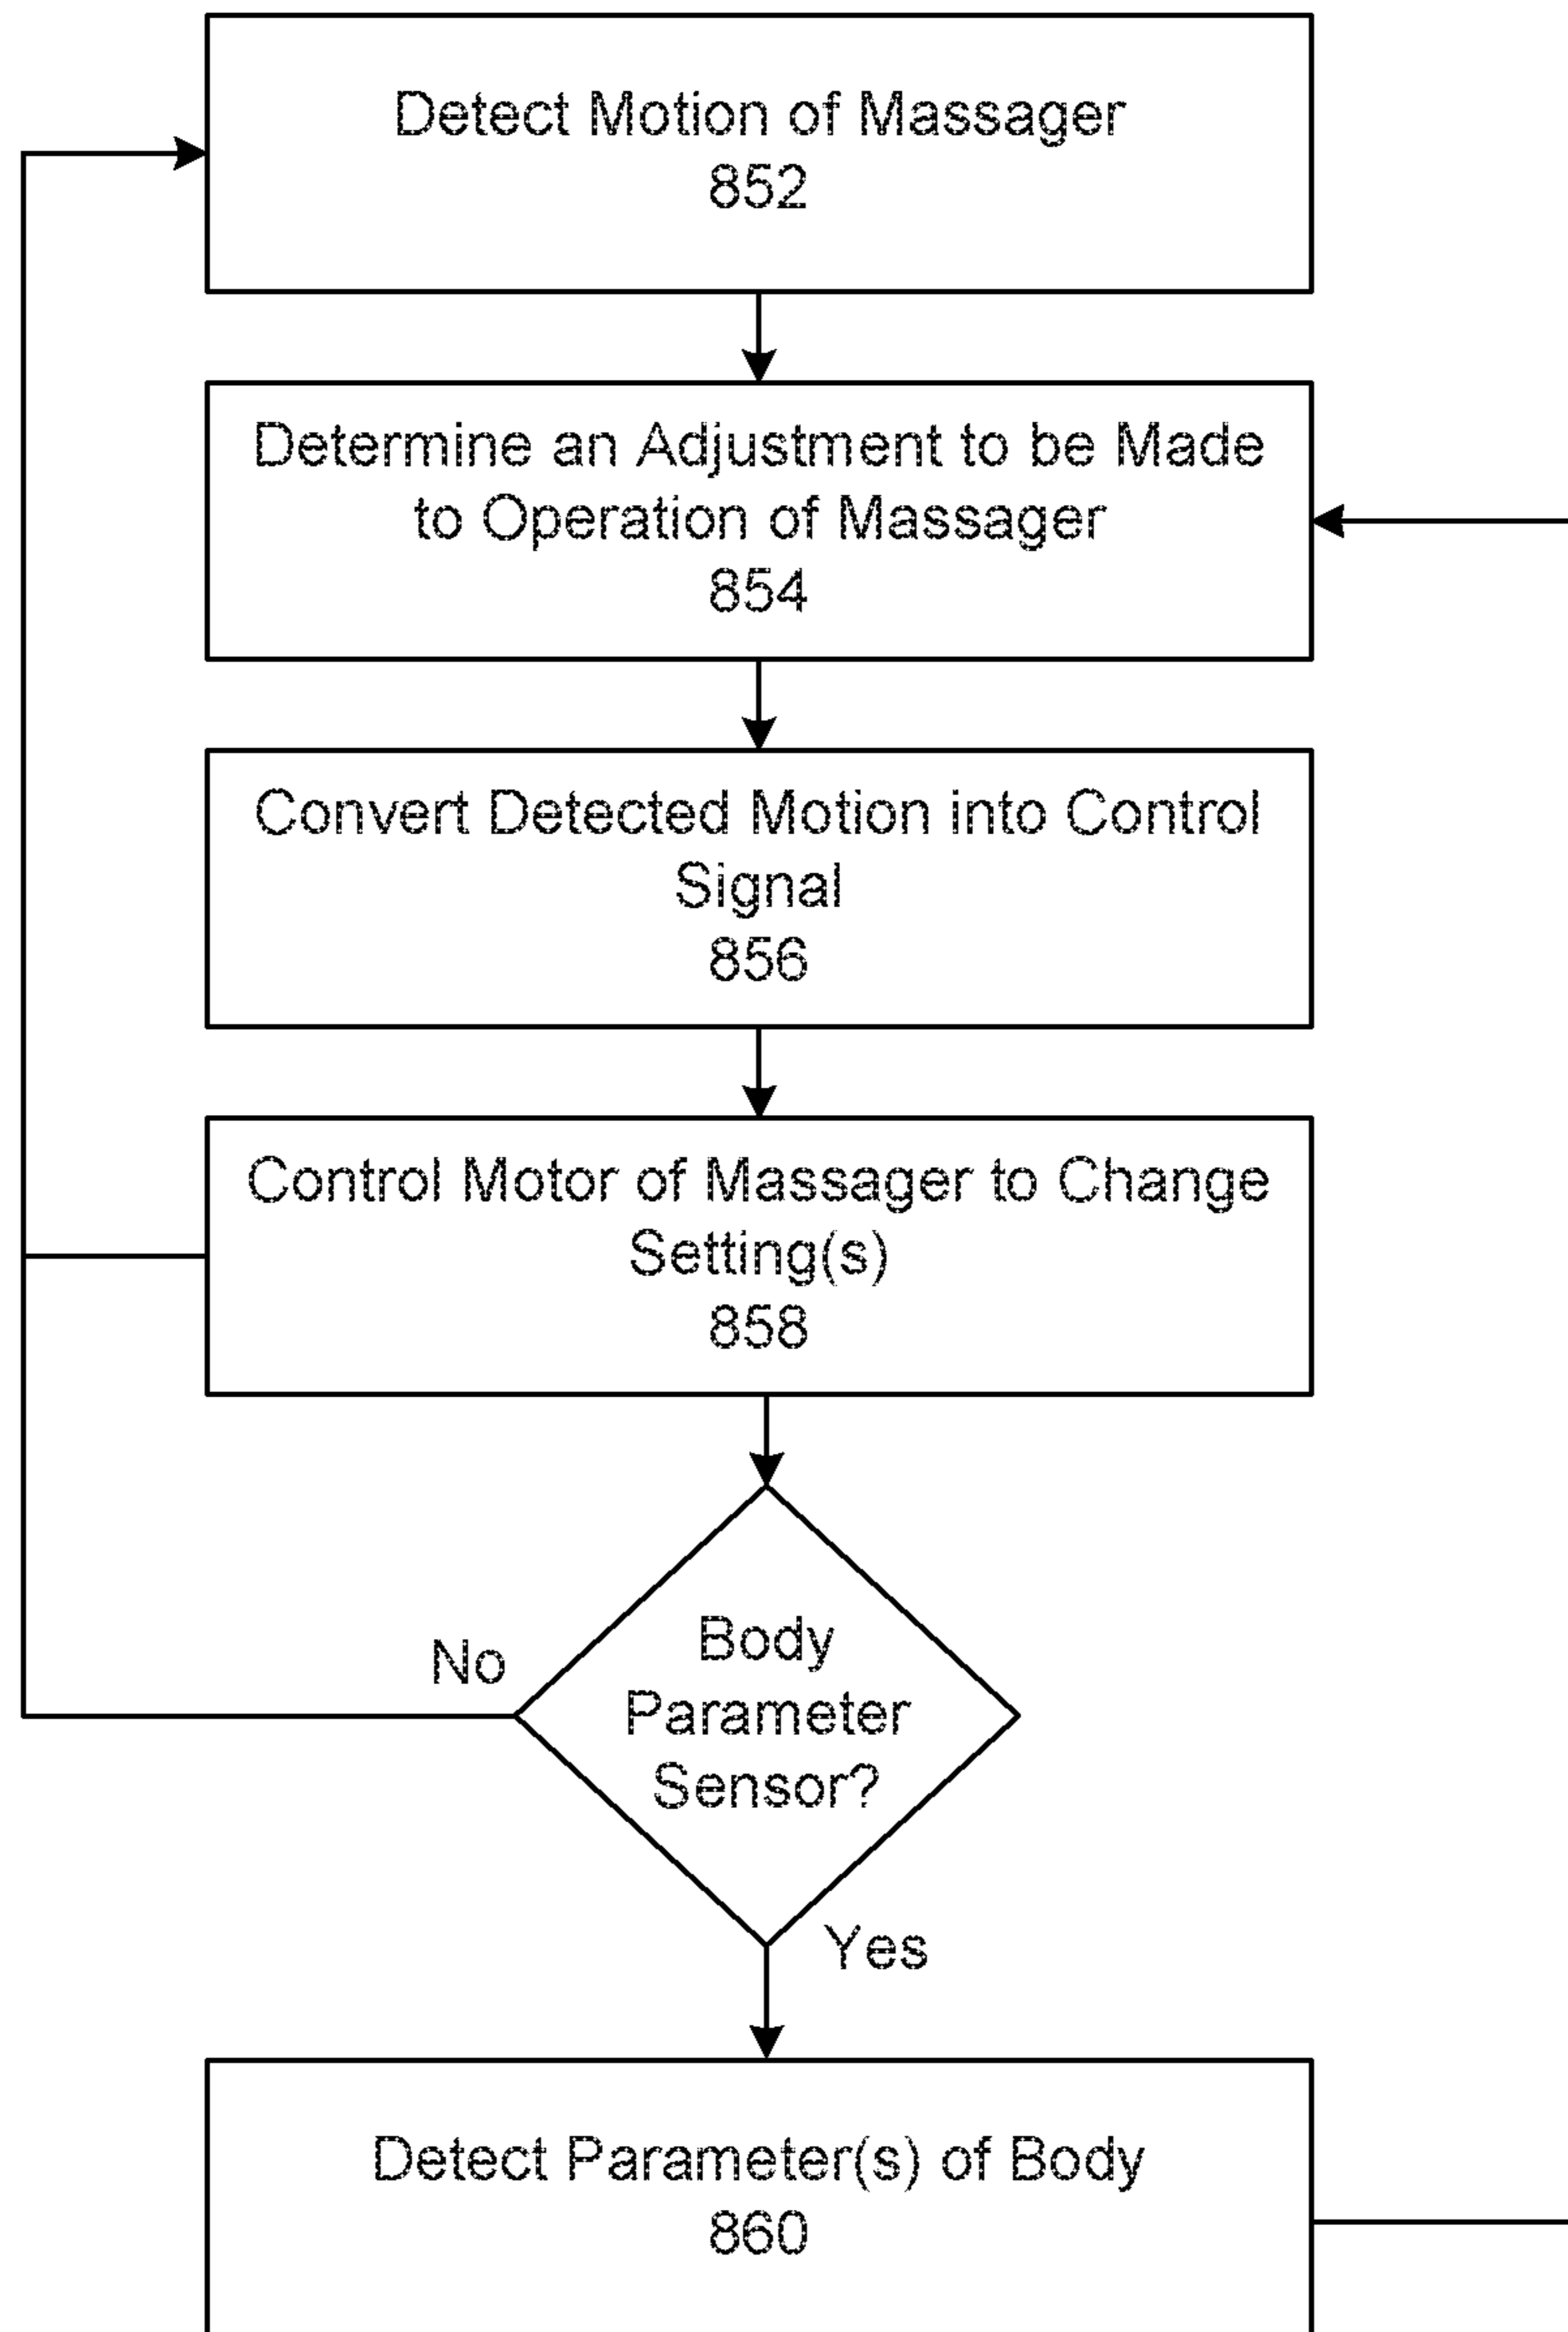 Detect Motion of Massager
852
Determine an Adjustment to be Made
to Operation of Massager
854
Convert Detected Motion into Control
Signal
856
Control Motor of Massager to Change
Setting(s)
858
Body
Parameter
Sensor?
No
Yes
Detect Parameter(s) of Body
860